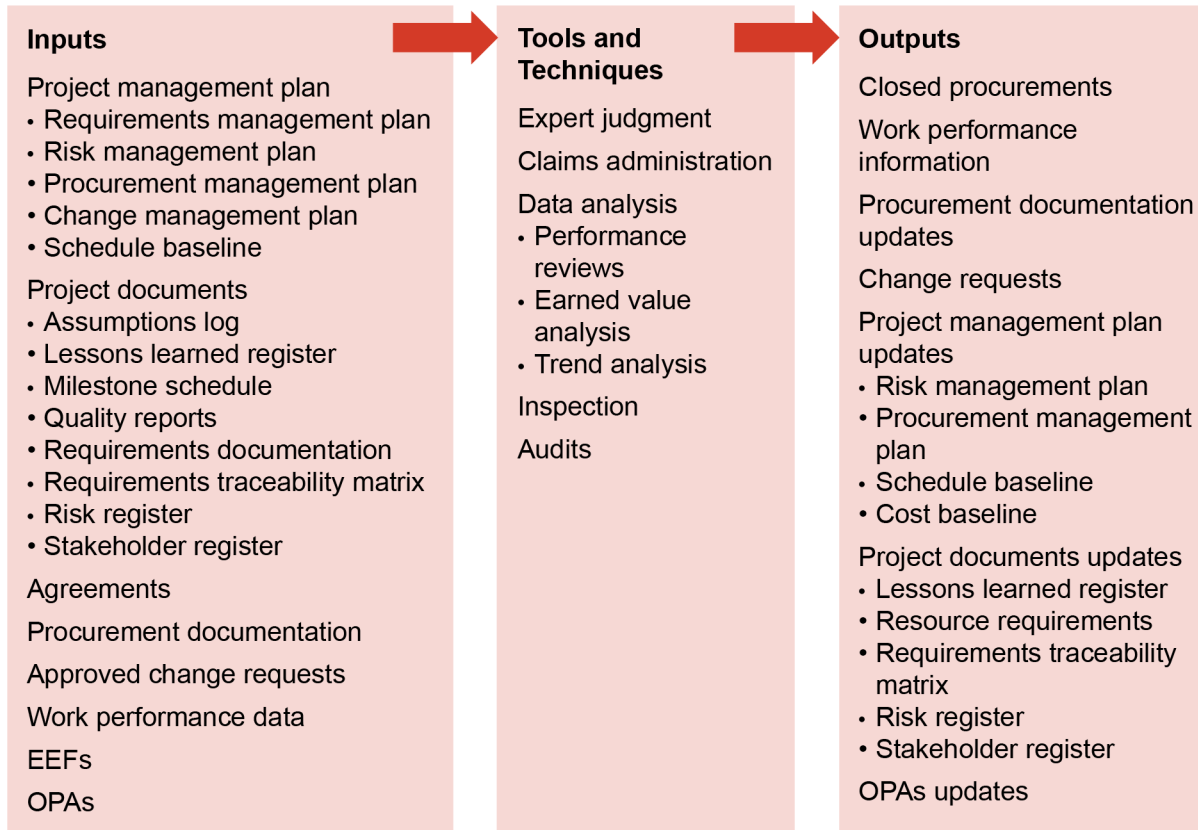 Inputs
Project management plan
• Requirements management plan
• Risk management plan
• Procurement management plan
• Change management plan
• Schedule baseline
Project documents
• Assumptions log
• Lessons learned register
• Milestone schedule
• Quality reports
• Requirements documentation
• Requirements traceability matrix
• Risk register
• Stakeholder register
Agreements
Procurement documentation
Approved change requests
Work performance data
EEFs
OPAs
Tools and
Techniques
Expert judgment
Claims administration
Data analysis
• Performance
reviews
• Earned value
analysis
• Trend analysis
Inspection
Audits
Outputs
Closed procurements
Work performance
information
Procurement documentation
updates
Change requests
Project management plan
updates
• Risk management plan
• Procurement management
plan
• Schedule baseline
• Cost baseline
Project documents updates
• Lessons learned register
• Resource requirements
• Requirements traceability
matrix
• Risk register
• Stakeholder register
OPAs updates